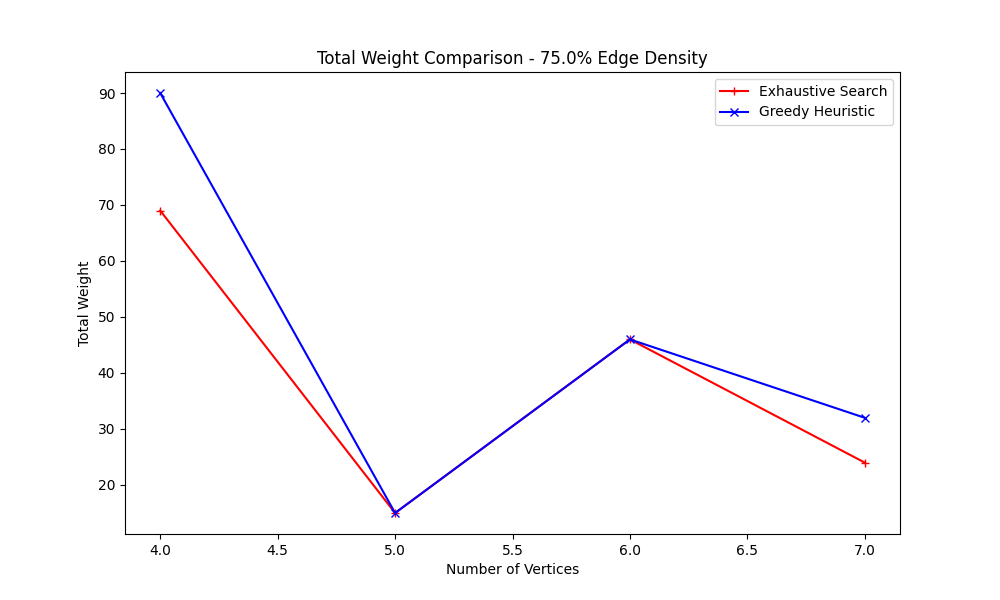 Total Weight Comparison - 75.0% Edge Density
Exhaustive Search
Greedy Heuristic
Total Weight
90
80
70
60
50
40
30
20
4.0 4.5 5.0 5.5 6.0 6.5 7.0
Number of Vertices